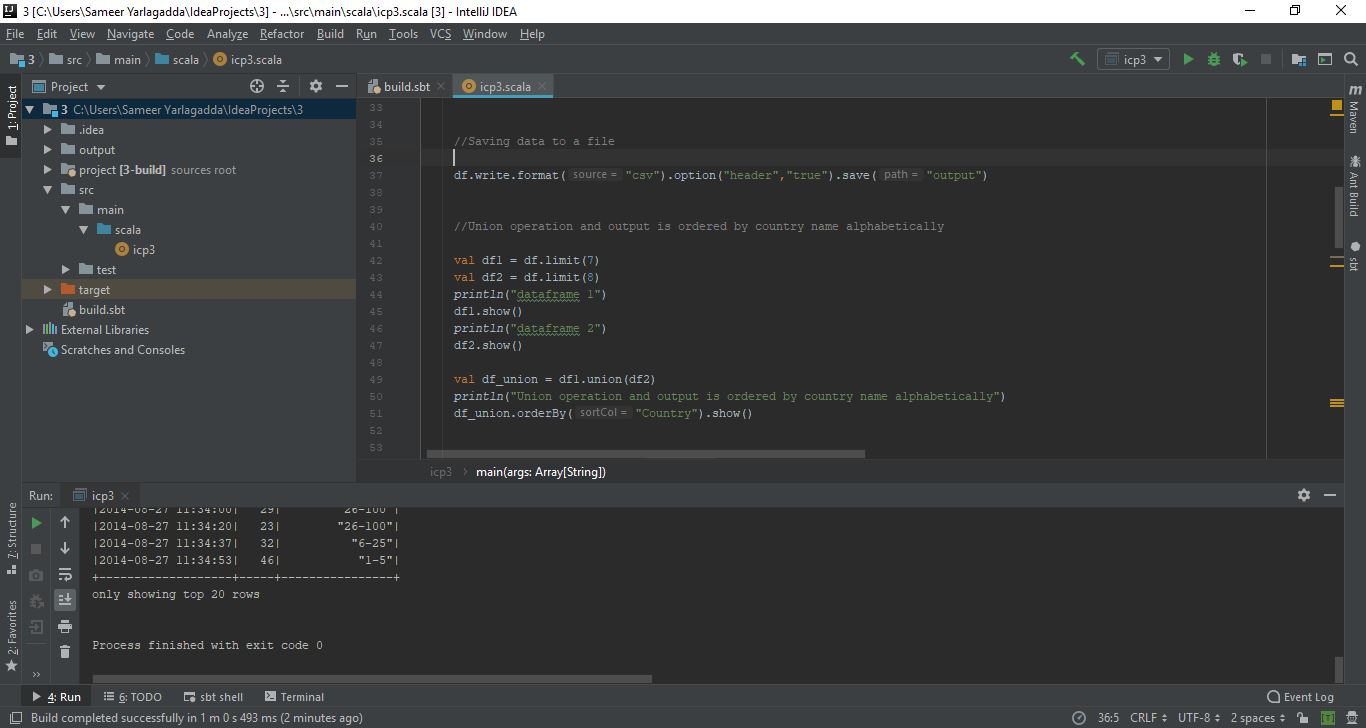 3 [C:\Users\Sameer Yarlagadda\IdeaProjects\3] - ...\src\main\scala\icp3.scala [3] - IntelliJ IDEA
File Edit View Navigate Code Analyze Refactor Build Run Tools VCS Window Help
3 src main scala icp3.scala
icp3
1: Project
Project
build.sbt icp3.scala
3 C:\Users\Sameer Yarlagadda\IdeaProjects\3
.idea
output
project [3-build] sources root
src
main
scala
icp3
test
target
build.sbt
External Libraries
Scratches and Consoles
33
34
35 //Saving data to a file
36
37 df.write.format( source = "csv").option("header","true").save( path = "output")
38
39
40 //Union operation and output is ordered by country name alphabetically
41
42 val df1 = df.limit(7)
43 val df2 = df.limit(8)
44 println("dataframe 1")
45 df1.show()
46 println("dataframe 2")
47 df2.show()
48
49 val df_union = df1.union(df2)
50 println("Union operation and output is ordered by country name alphabetically")
51 df_union.orderBy( sortCol = "Country").show()
52
53
icp3 main(args: Array[String])
m Maven
Ant Build
sbt
Run: icp3
|2014-08-27 11:34:00| 29| "26-100"|
|2014-08-27 11:34:20| 23| "26-100"|
|2014-08-27 11:34:37| 32| "6-25"|
|2014-08-27 11:34:53| 46| "1-5"|
+-------------------+-----+----------------+
only showing top 20 rows
Process finished with exit code 0
7: Structure
2: Favorites
4: Run 6: TODO sbt shell Terminal Event Log
Build completed successfully in 1 m 0 s 493 ms (2 minutes ago) 36:5 CRLF UTF-8 2 spaces